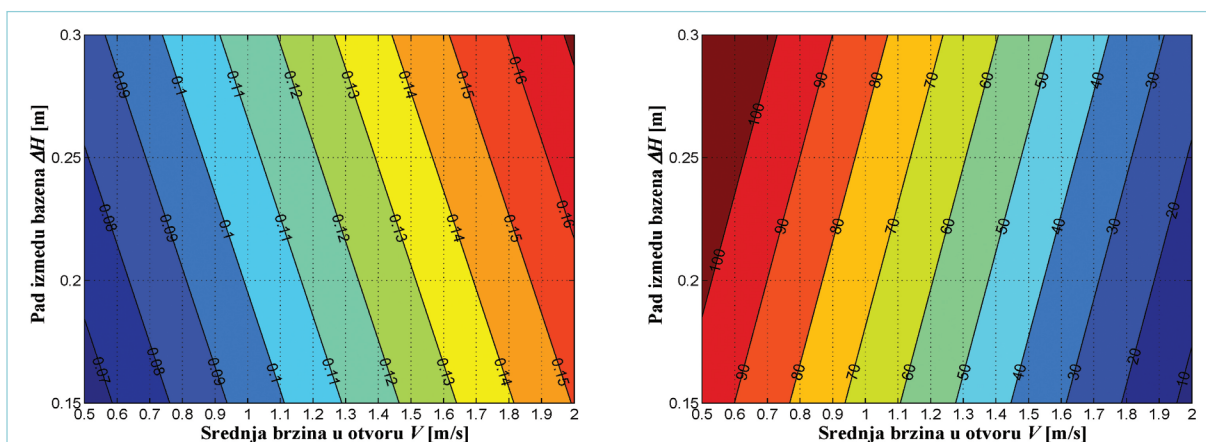 Pad izmedu bazena ΔH [m]
0.3
0.25
0.2
0.15
0.09 0.1 0.11 0.12 0.13 0.14 0.15 0.16
0.08 0.09 0.1 0.11 0.12 0.13 0.14 0.15 0.16
0.07 0.08 0.09 0.1 0.11 0.12 0.13 0.14 0.15
0.5 0.6 0.7 0.8 0.9 1 1.1 1.2 1.3 1.4 1.5 1.6 1.7 1.8 1.9 2
Srednja brzina u otvoru V [m/s]
Pad izmedu bazena ΔH [m]
0.3
0.25
0.2
0.15
100 90 80 70 60 50 40 30
100 90 80 70 60 50 40 30 20
90 80 70 60 50 40 30 20 10
0.5 0.6 0.7 0.8 0.9 1 1.1 1.2 1.3 1.4 1.5 1.6 1.7 1.8 1.9 2
Srednja brzina u otvoru V [m/s]